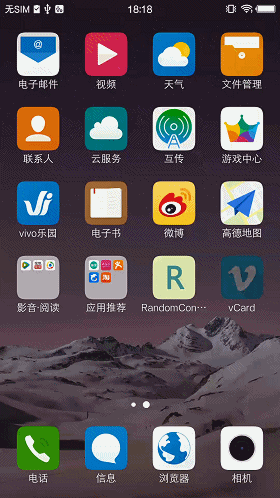 无SIM 18:18
@
电子邮件 视频 天气 文件管理
联系人 云服务 互传 游戏中心
vivo乐园 电子书 微博 高德地图
R
影音·阅读 应用推荐 RandomCon··· vCard
电话 信息 浏览器 相机